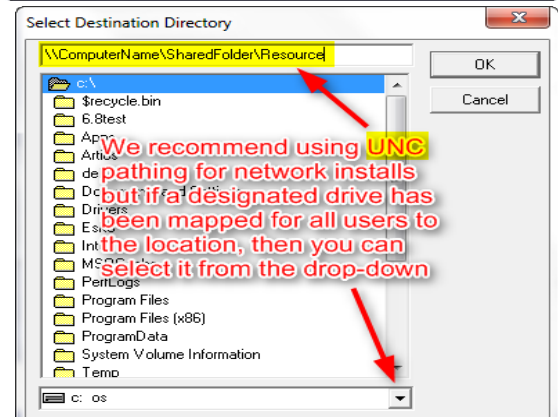 Select Destination Directory
\\ComputerName\SharedFolder\Resource
OK
Cancel
c:\
$recycle.bin
6.8test
Apps
We recommend using UNC
pathing for network installs
but if a designated drive has
been mapped for all users to
the location, then you can
select it from the drop-down
PerfLogs
Program Files
Program Files (x86)
ProgramData
System Volume Information
Temp
c: os